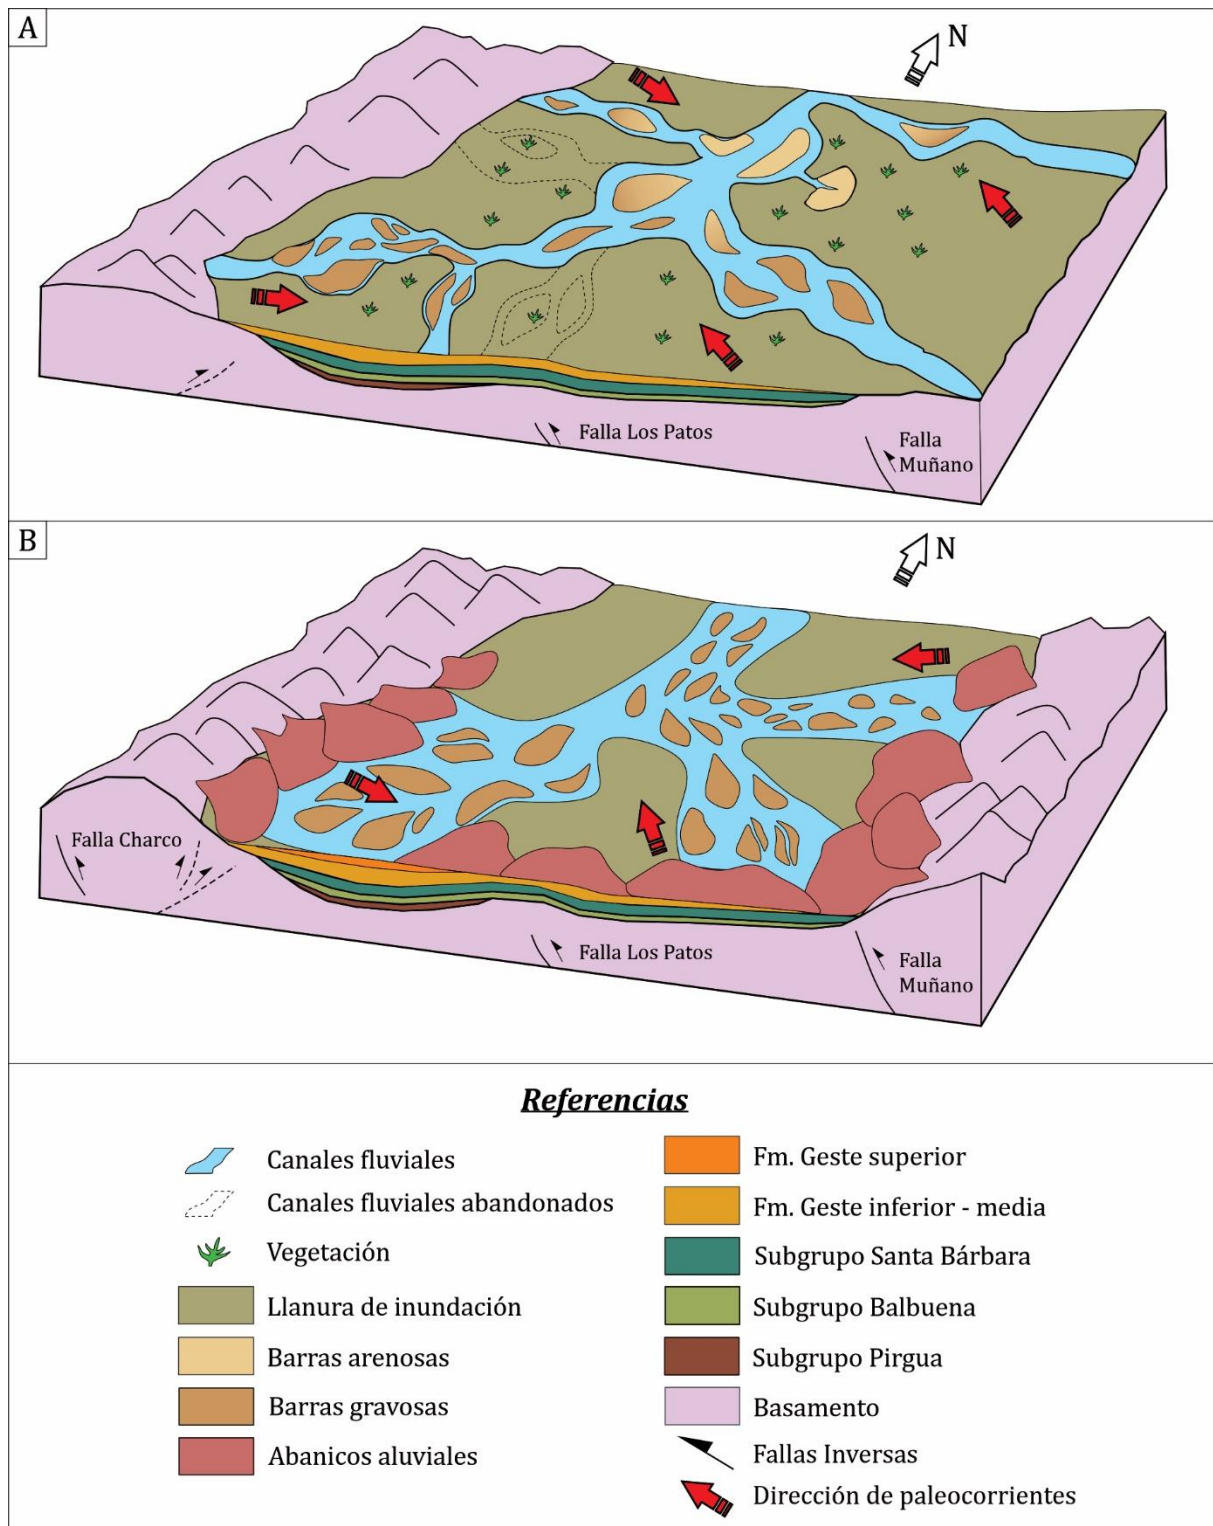 A
N
Falla Los Patos
Falla
Muñano
B
N
Falla Charco
Falla Los Patos
Falla
Muñano
Referencias
Canales fluviales
Canales fluviales abandonados
Vegetación
Llanura de inundación
Barras arenosas
Barras gravosas
Abanicos aluviales
Fm. Geste superior
Fm. Geste inferior - media
Subgrupo Santa Bárbara
Subgrupo Balbuena
Subgrupo Pirgua
Basamento
Fallas Inversas
Dirección de paleocorrientes